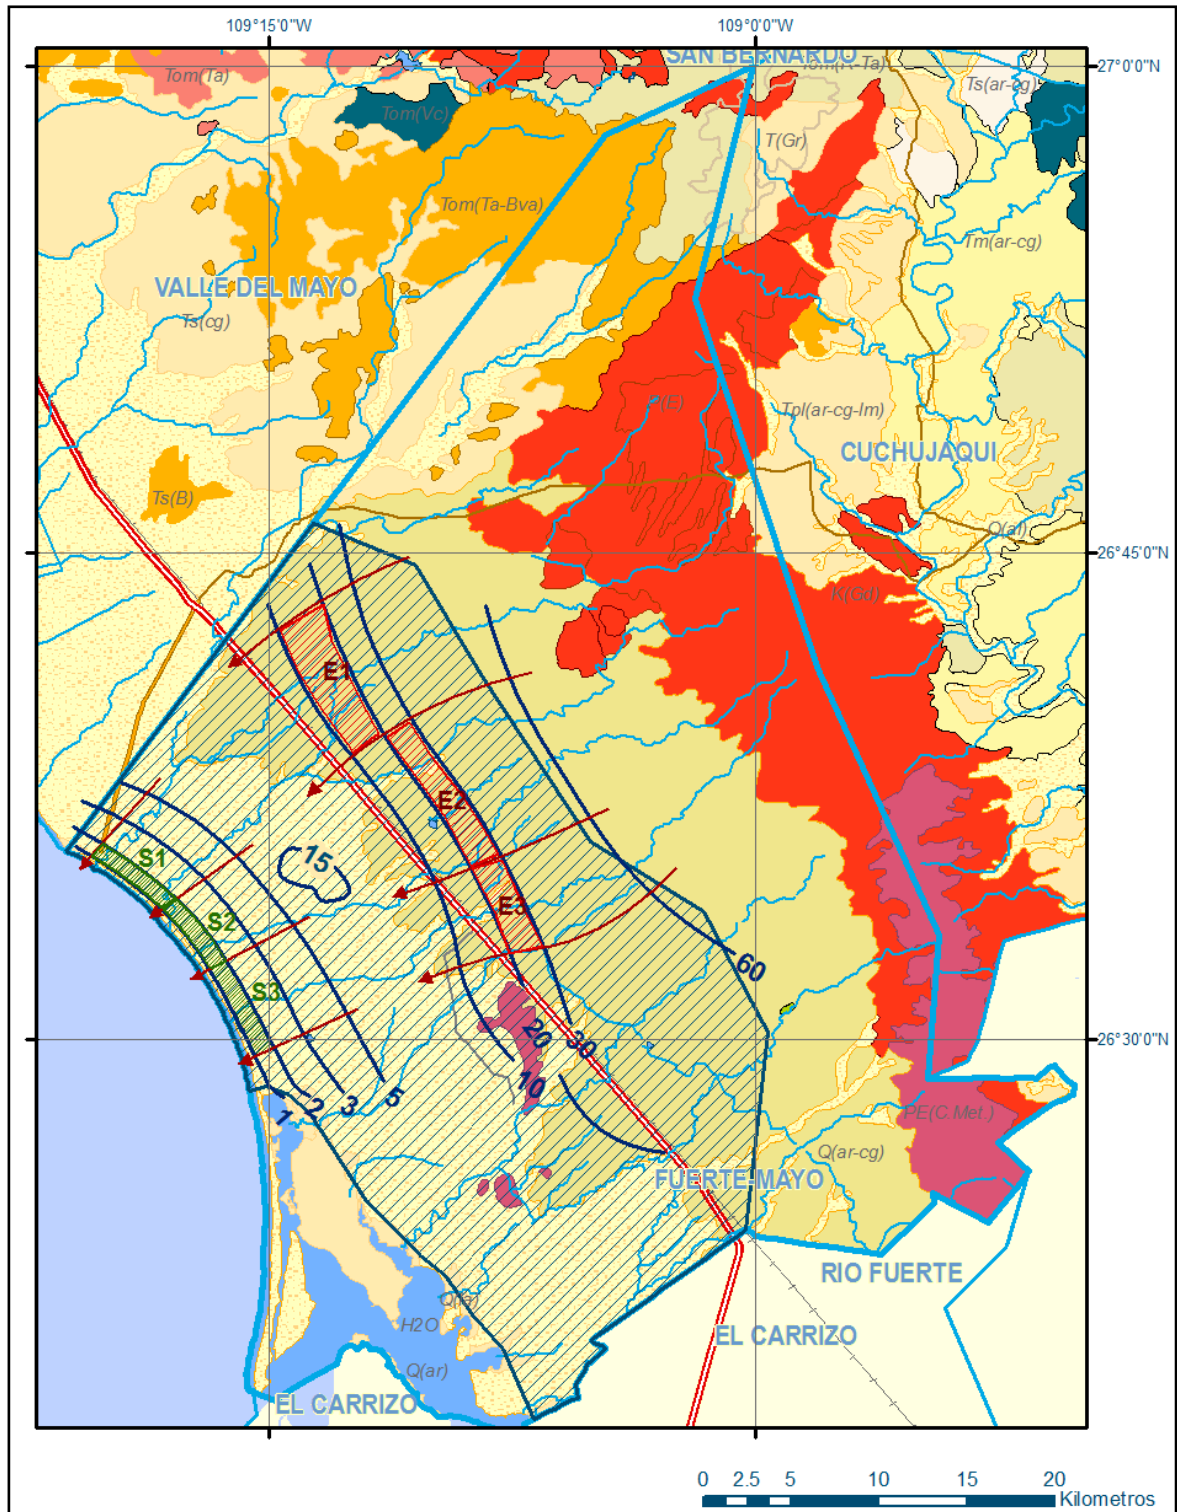 109°15'0"W
109°0'0"W
SAN BERNARDO
27°0'0"N
Tom(Ta)
Ts(ar-cg)
Tom(Vc)
T(Gr)
Tom(Ta-Bva)
Tm(ar-cg)
VALLE DEL MAYO
Ts(cg)
P(E)
Tpl(ar-cg-lm)
CUCHUJAQUI
Ts(B)
Q(al)
26°45'0"N
K(Gd)
E1
E2
S1
15
E3
S2
60
S3
20
30
26°30'0"N
10
5
3
2
1
PE(C.Met.)
Q(ar-cg)
FUERTE-MAYO
RIO FUERTE
Q(la)
H2O
EL CARRIZO
Q(ar)
EL CARRIZO
0 2.5 5 10 15 20
Kilometros